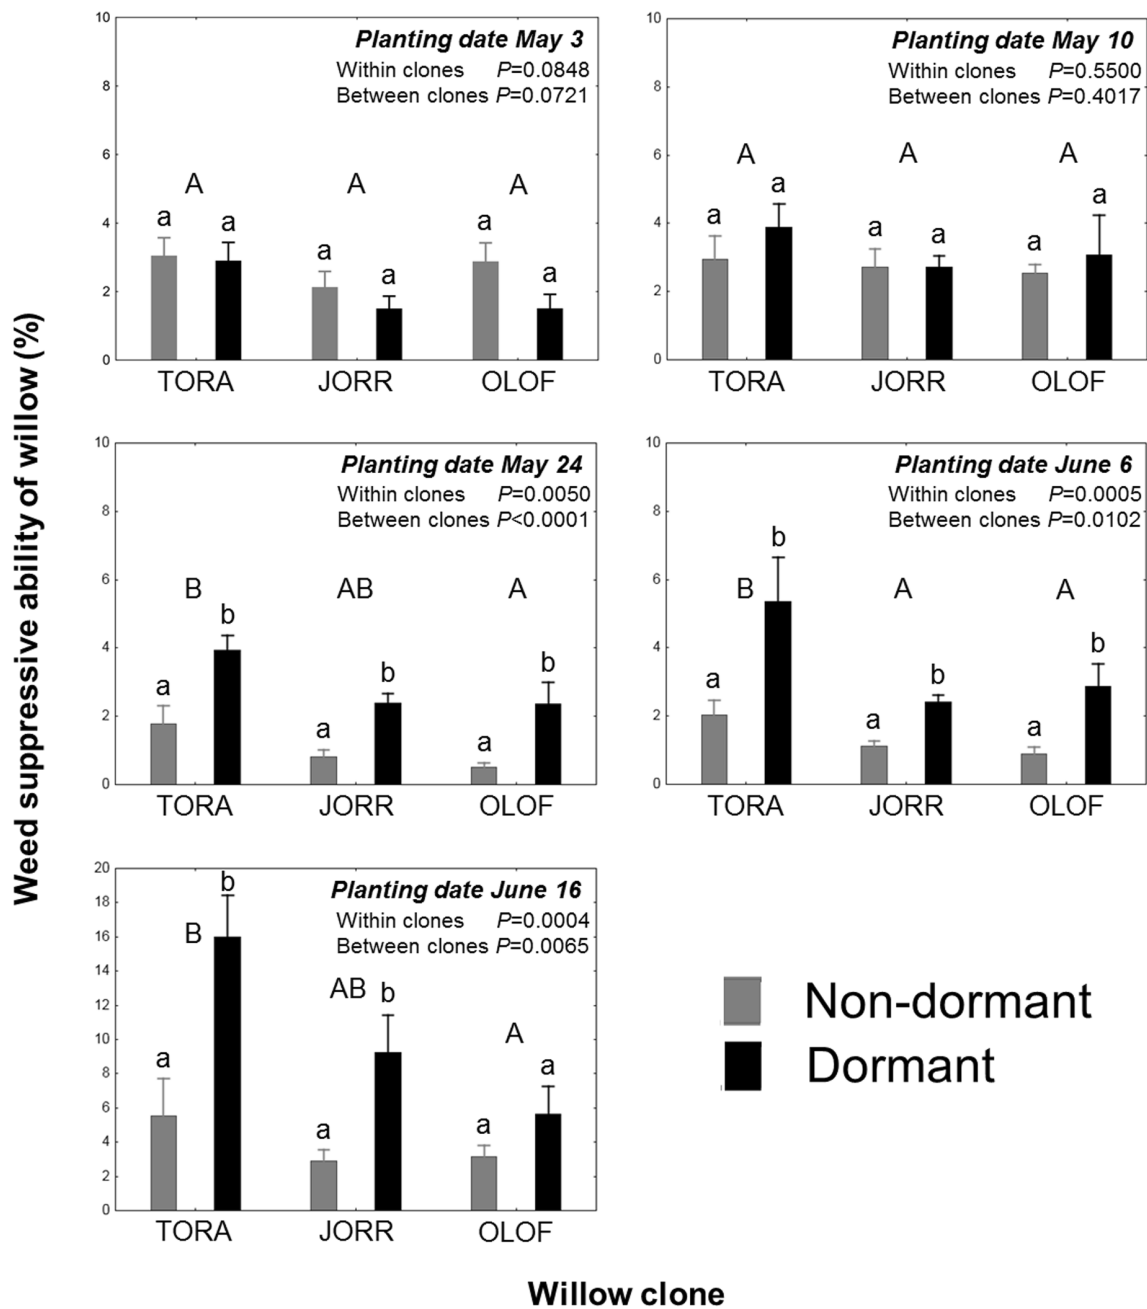 Weed suppressive ability of willow (%)
Planting date May 3
Within clones P=0.0848
Between clones P=0.0721
10
8
6
4
2
0
A A A
a a a a a a
TORA JORR OLOF
Planting date May 10
Within clones P=0.5500
Between clones P=0.4017
10
8
6
4
2
0
A A A
a a a a a a
TORA JORR OLOF
Planting date May 24
Within clones P=0.0050
Between clones P<0.0001
10
8
6
4
2
0
B AB A
a b a b a b
TORA JORR OLOF
Planting date June 6
Within clones P=0.0005
Between clones P=0.0102
10
8
6
4
2
0
B A A
a b a b a b
TORA JORR OLOF
Planting date June 16
Within clones P=0.0004
Between clones P=0.0065
20
18
16
14
12
10
8
6
4
2
0
B AB A
a b a b a a
TORA JORR OLOF
Non-dormant
Dormant
Willow clone